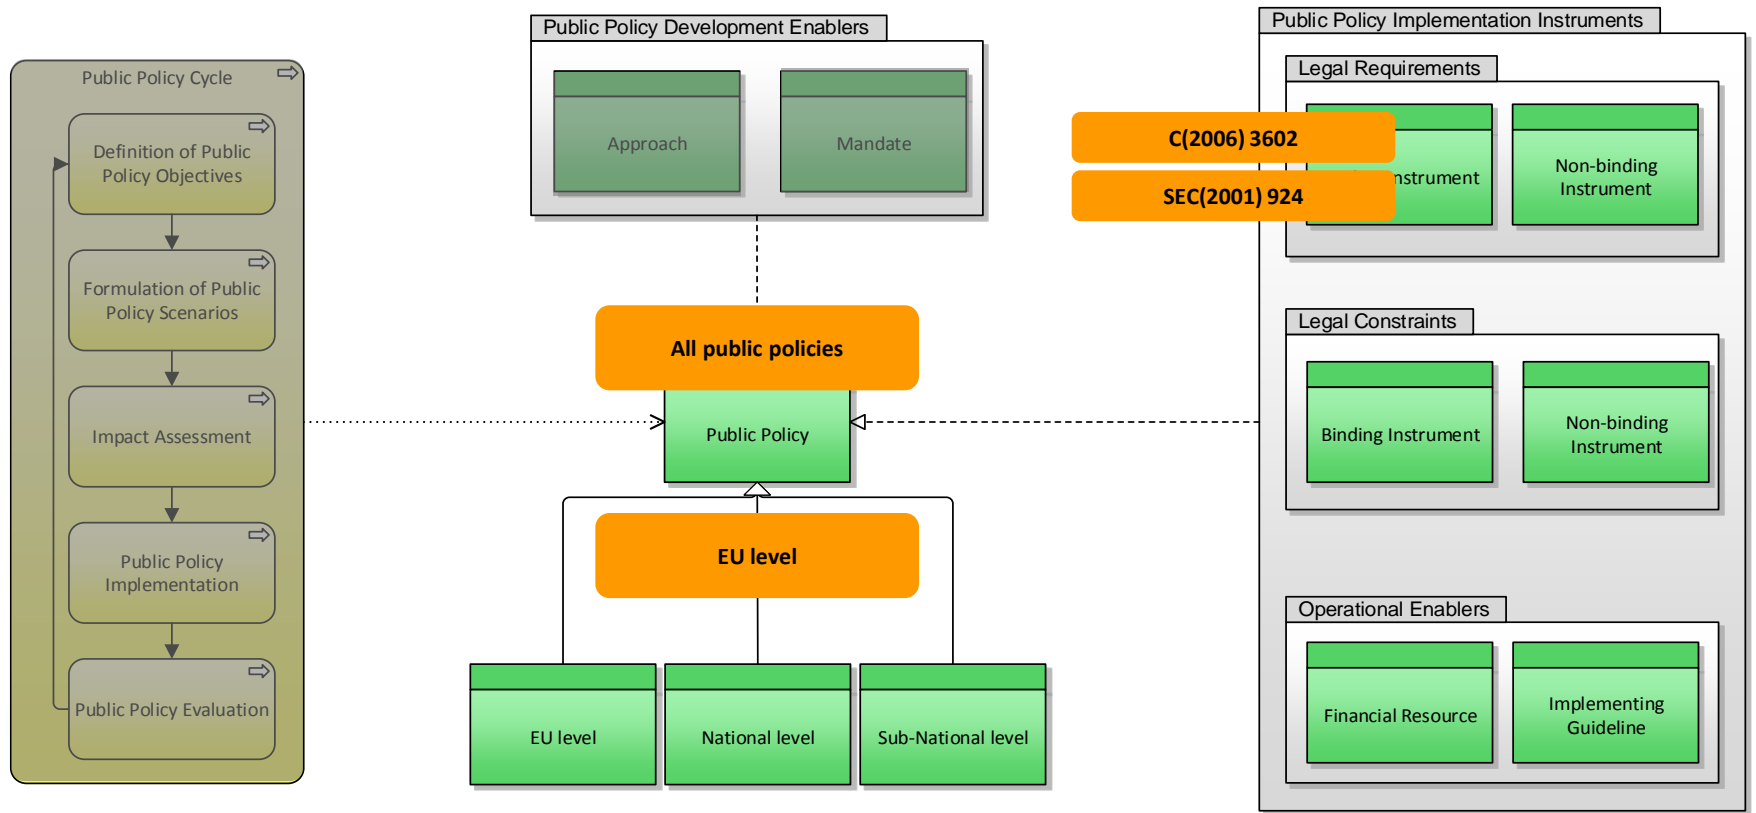 Public Policy Cycle
Definition of Public
Policy Objectives
Formulation of Public
Policy Scenarios
Impact Assessment
Public Policy
Implementation
Public Policy Evaluation
Public Policy Development Enablers
Approach
Mandate
All public policies
Public Policy
EU level
EU level
National level
Sub-National level
Public Policy Implementation Instruments
Legal Requirements
C(2006) 3602
SEC(2001) 924
nstrument
Non-binding
Instrument
Legal Constraints
Binding Instrument
Non-binding
Instrument
Operational Enablers
Financial Resource
Implementing
Guideline